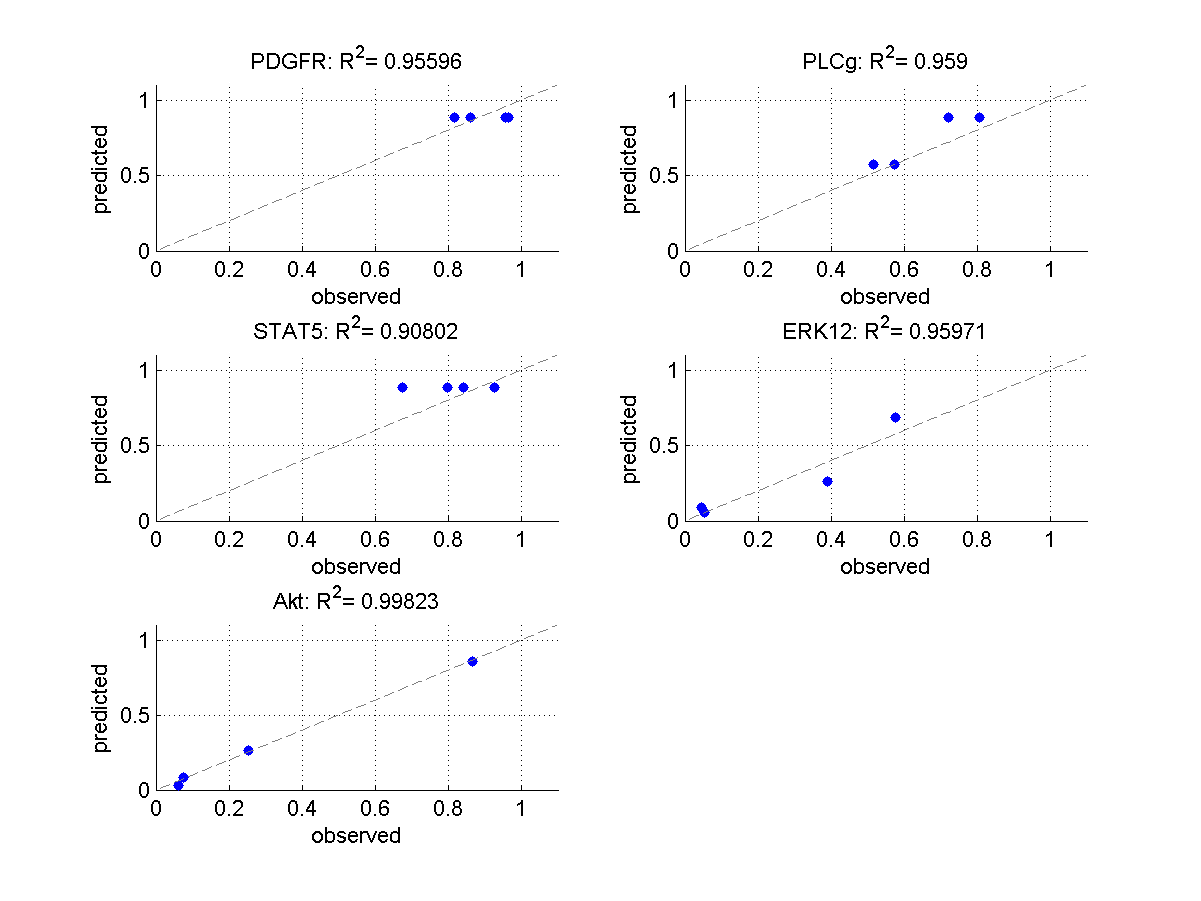 PDGFR: R2= 0.95596
1
0.5
0
predicted
0 0.2 0.4 0.6 0.8 1
observed
PLCg: R2= 0.959
1
0.5
0
predicted
0 0.2 0.4 0.6 0.8 1
observed
STAT5: R2= 0.90802
1
0.5
0
predicted
0 0.2 0.4 0.6 0.8 1
observed
ERK12: R2= 0.95971
1
0.5
0
predicted
0 0.2 0.4 0.6 0.8 1
observed
Akt: R2= 0.99823
1
0.5
0
predicted
0 0.2 0.4 0.6 0.8 1
observed